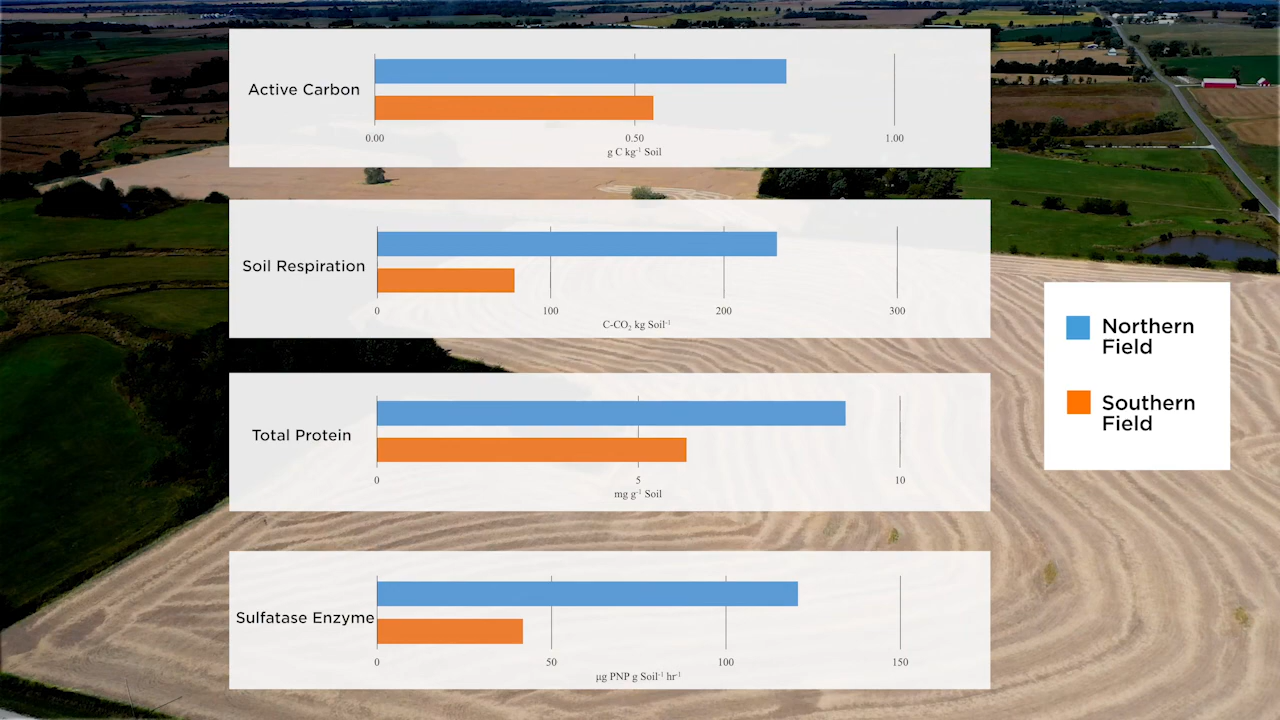 Active Carbon
0.00 0.50 1.00
g C kg⁻¹ Soil
Soil Respiration
0 100 200 300
C-CO₂ kg Soil⁻¹
Total Protein
0 5 10
mg g⁻¹ Soil
Sulfatase Enzyme
0 50 100 150
µg PNP g Soil⁻¹ hr⁻¹
Northern
Field
Southern
Field